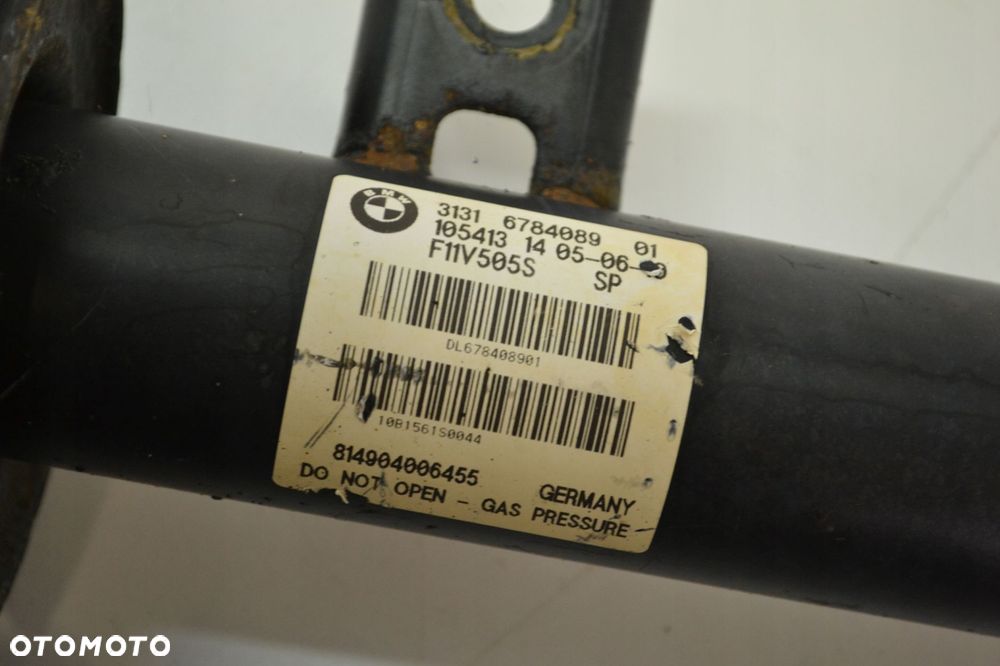 BMW
3131 6784089 01
105413 14 05-06-
F11V505S SP
DL678408901
10B1561S0044
814904006455
GERMANY
DO NOT OPEN - GAS PRESSURE
OTOMOTO